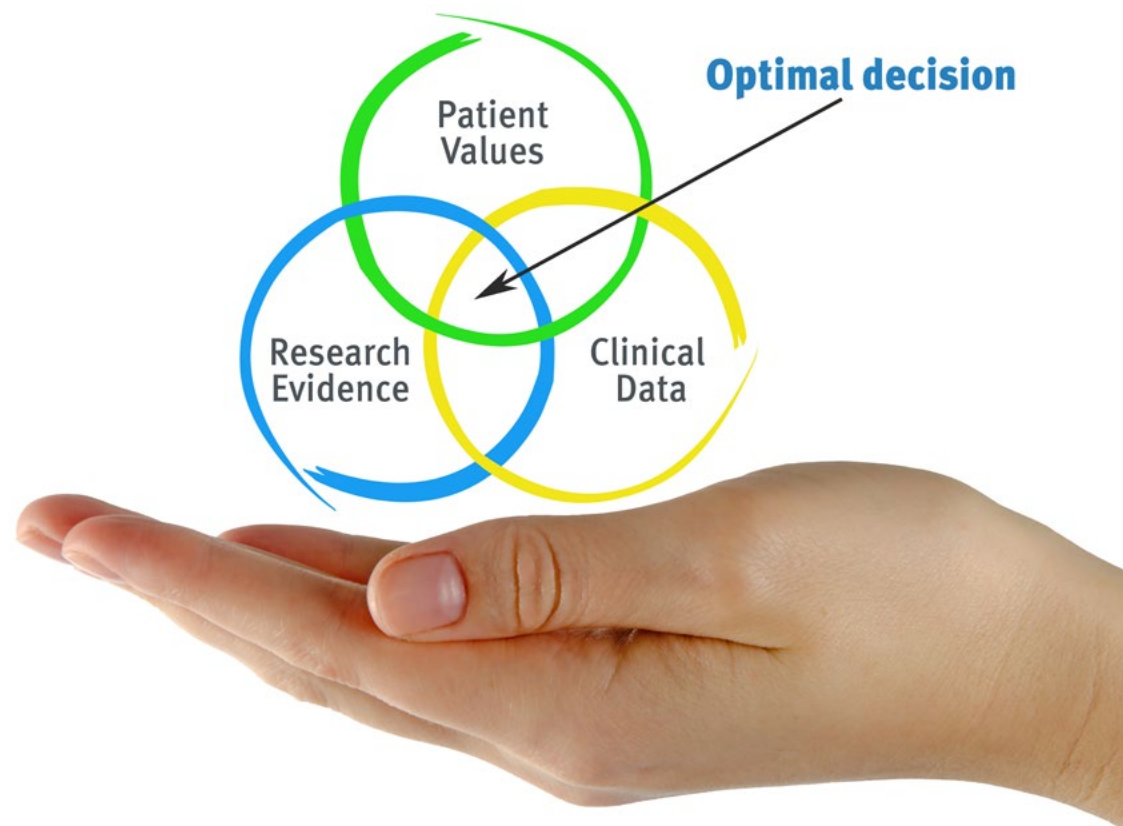 Optimal decision
Patient
Values
Research
Evidence
Clinical
Data